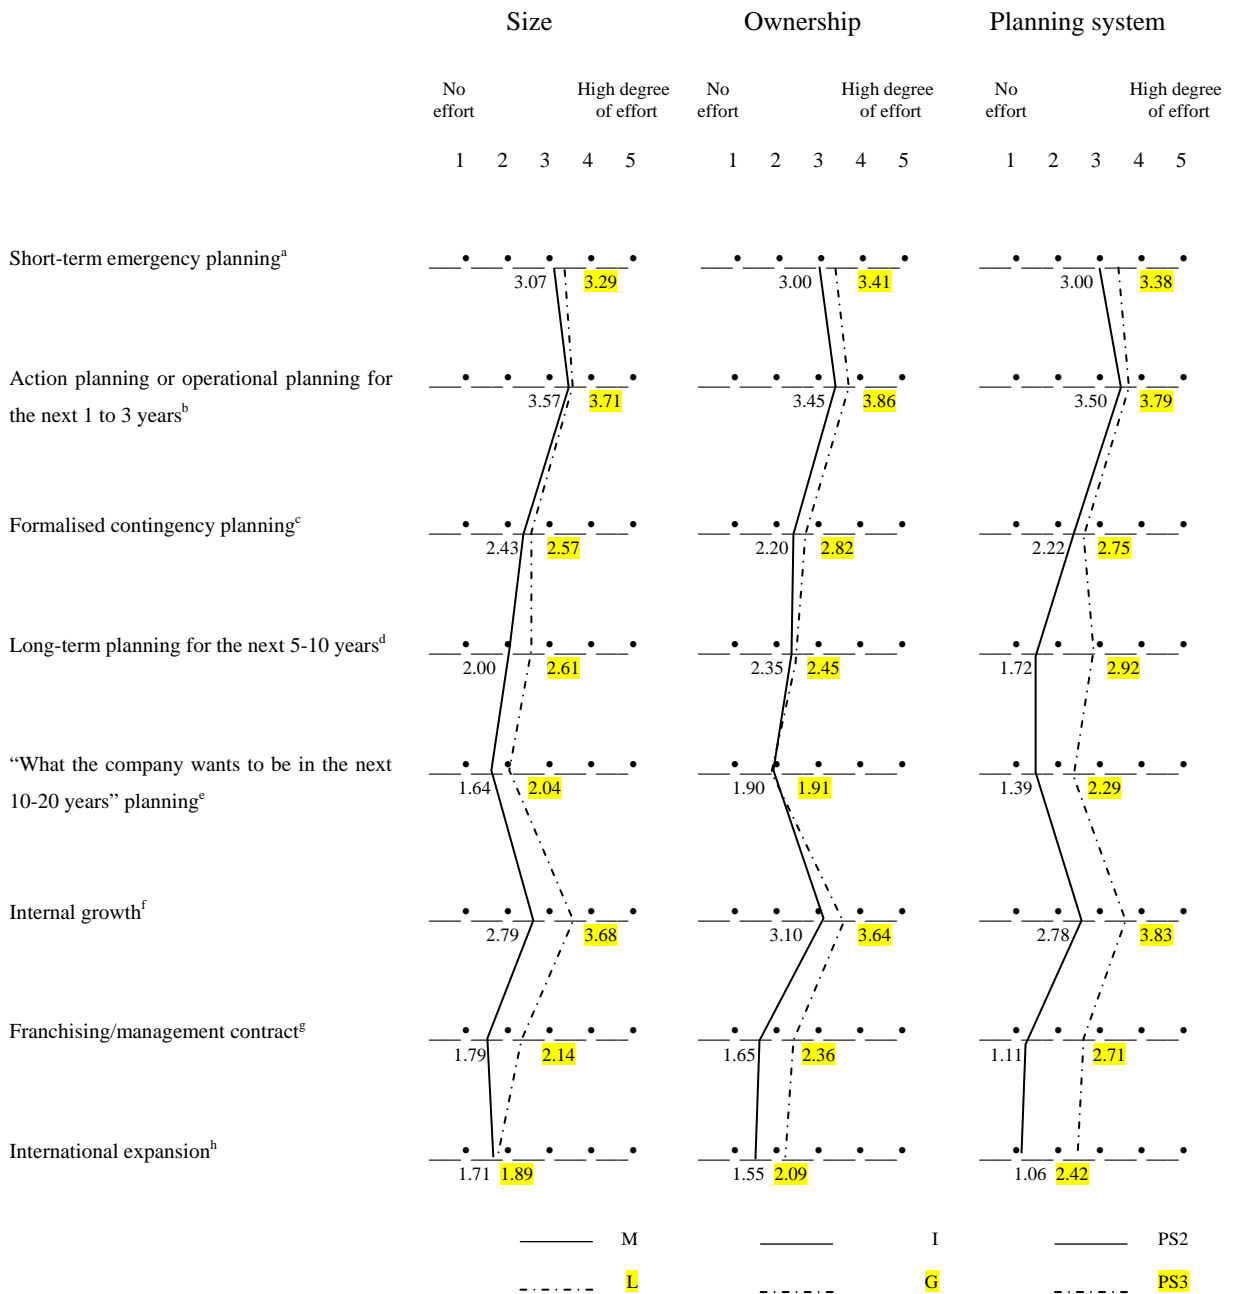 Size Ownership Planning system
No effort High degree of effort No effort High degree of effort No effort High degree of effort
1 2 3 4 5 1 2 3 4 5 1 2 3 4 5
Short-term emergency planningᵃ
3.07 3.29 3.00 3.41 3.00 3.38
Action planning or operational planning for
the next 1 to 3 yearsᵇ
3.57 3.71 3.45 3.86 3.50 3.79
Formalised contingency planningᶜ
2.43 2.57 2.20 2.82 2.22 2.75
Long-term planning for the next 5-10 yearsᵈ
2.00 2.61 2.35 2.45 1.72 2.92
“What the company wants to be in the next
10-20 years” planningᵉ
1.64 2.04 1.90 1.91 1.39 2.29
Internal growthᶠ
2.79 3.68 3.10 3.64 2.78 3.83
Franchising/management contractᵍ
1.79 2.14 1.65 2.36 1.11 2.71
International expansionʰ
1.71 1.89 1.55 2.09 1.06 2.42
M I PS2
L G PS3